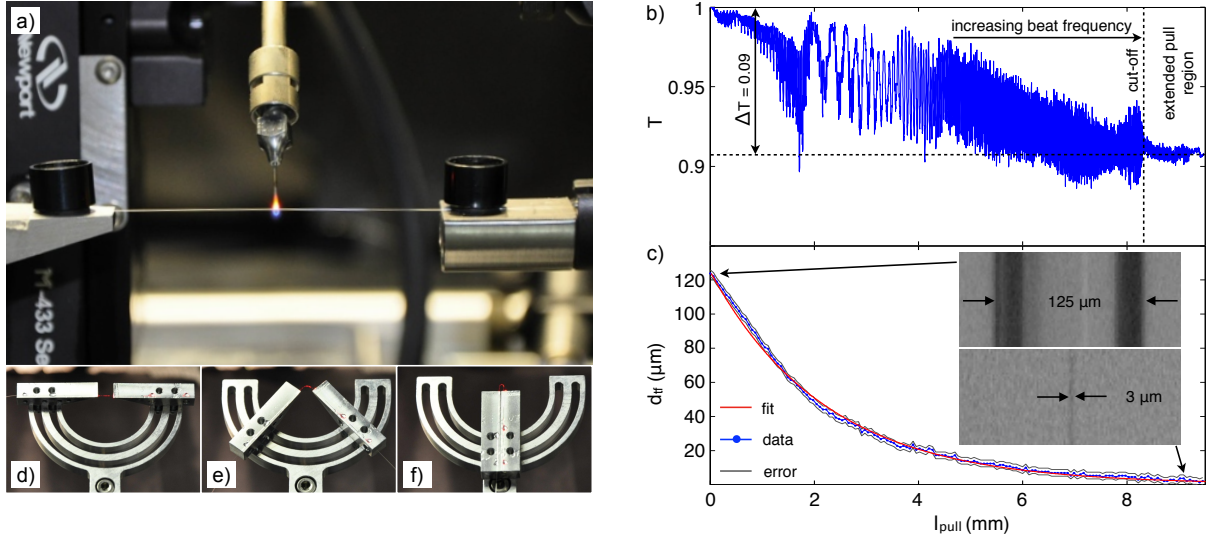 a)
Newport
M-433 Se
d)
e)
f)
b)
1
0.95
0.9
T
ΔT = 0.09
increasing beat frequency
cut-off
extended pull
region
c)
120
100
80
60
40
20
d_tf (μm)
125 μm
3 μm
fit
data
error
0
2
4
6
8
l_pull (mm)